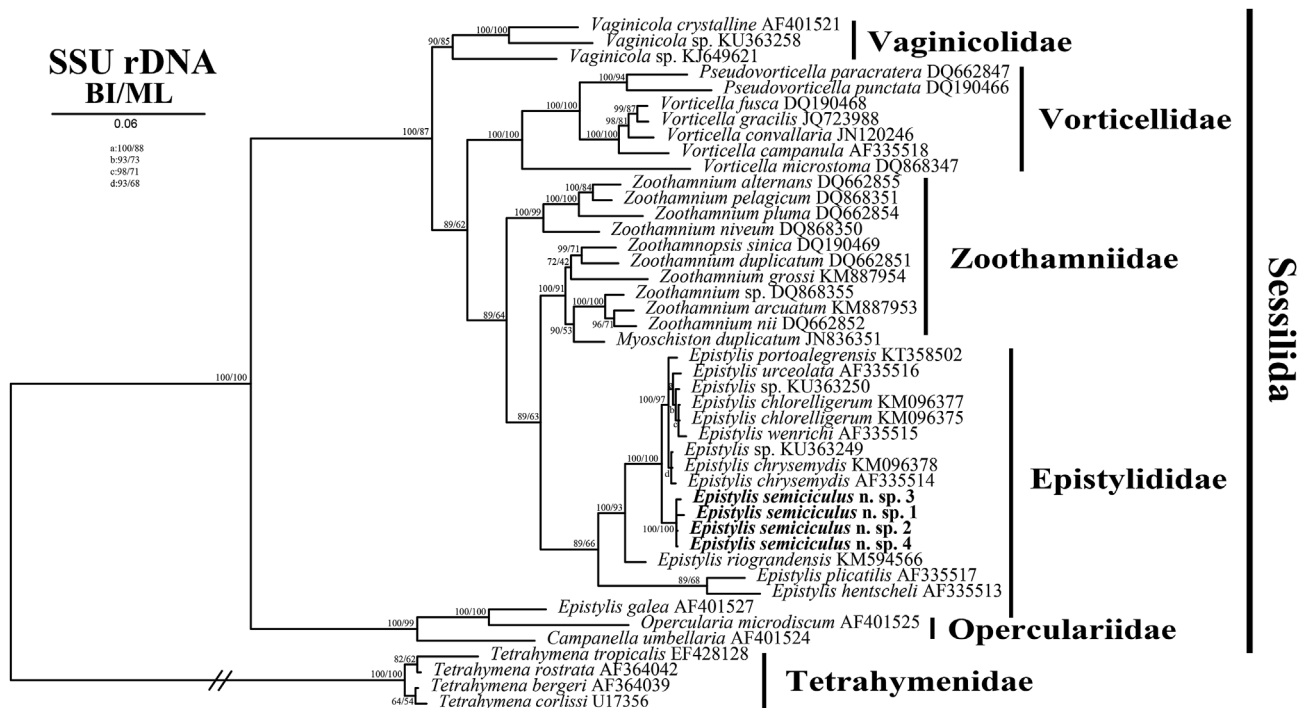 SSU rDNA
BI/ML
0.06
a:100/88
b:93/73
c:98/71
d:93/68
100/100
90/85
Vaginicola crystalline AF401521
Vaginicola sp. KU363258
Vaginicola sp. KJ649621
Vaginicolidae
100/94
Pseudovorticella paracratera DQ662847
Pseudovorticella punctata DQ190466
100/100
99/87
Vorticella fusca DQ190468
98/81
Vorticella gracilis JQ723988
100/87
100/100
100/100
Vorticella convallaria JN120246
Vorticella campanula AF335518
Vorticella microstoma DQ868347
Vorticellidae
100/84
Zoothamnium alternans DQ662855
100/100
Zoothamnium pelagicum DQ868351
100/99
Zoothamnium pluma DQ662854
89/62
Zoothamnium niveum DQ868350
99/71
Zoothamnopsis sinica DQ190469
72/42
Zoothamnium duplicatum DQ662851
Zoothamnium grossi KM887954
100/91
Zoothamnium sp. DQ868355
100/100
Zoothamnium arcuatum KM887953
89/64
96/71
Zoothamnium nii DQ662852
90/53
Myoschiston duplicatum JN836351
Zoothamniidae
Epistylis portoalegrensis KT358502
Epistylis urceolata AF335516
100/100
a
Epistylis sp. KU363250
100/97
Epistylis chlorelligerum KM096377
b
89/63
Epistylis chlorelligerum KM096375
c
Epistylis wenrichi AF335515
Epistylis sp. KU363249
100/100
Epistylis chrysemydis KM096378
d
Epistylis chrysemydis AF335514
Epistylis semiciculus n. sp. 3
100/93
Epistylis semiciculus n. sp. 1
100/100
Epistylis semiciculus n. sp. 2
89/66
Epistylis semiciculus n. sp. 4
Epistylis riograndensis KM594566
89/68
Epistylis plicatilis AF335517
Epistylis hentscheli AF335513
Epistylididae
100/100
Epistylis galea AF401527
100/99
Opercularia microdiscum AF401525
Campanella umbellaria AF401524
Operculariidae
Sessilida
82/62
Tetrahymena tropicalis EF428128
100/100
Tetrahymena rostrata AF364042
Tetrahymena bergeri AF364039
64/54
Tetrahymena corlissi U17356
Tetrahymenidae